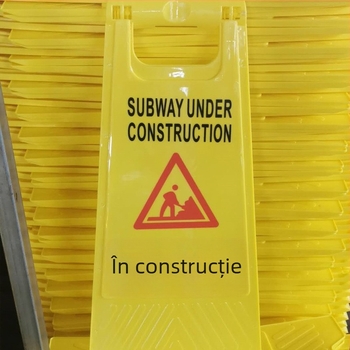 SUBWAY UNDER
CONSTRUCTION
În construcție